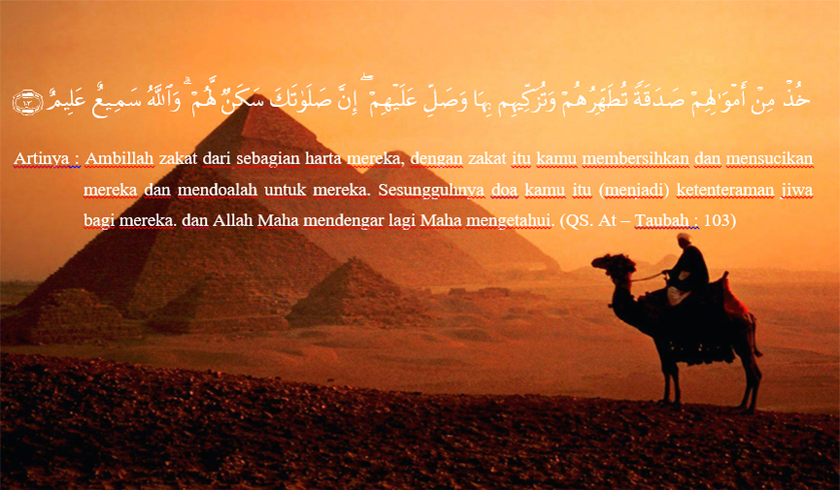 خُذْ مِنْ أَمْوَٰلِهِمْ صَدَقَةً تُطَهِّرُهُمْ وَتُزَكِّيهِم بِهَا وَصَلِّ عَلَيْهِمْ ۖ إِنَّ صَلَوٰتَكَ سَكَنٌ لَّهُمْ ۗ وَٱللَّهُ سَمِيعٌ عَلِيمٌ
Artinya : Ambillah zakat dari sebagian harta mereka, dengan zakat itu kamu membersihkan dan mensucikan
mereka dan mendoalah untuk mereka. Sesungguhnya doa kamu itu (menjadi) ketenteraman jiwa
bagi mereka. dan Allah Maha mendengar lagi Maha mengetahui. (QS. At – Taubah : 103)